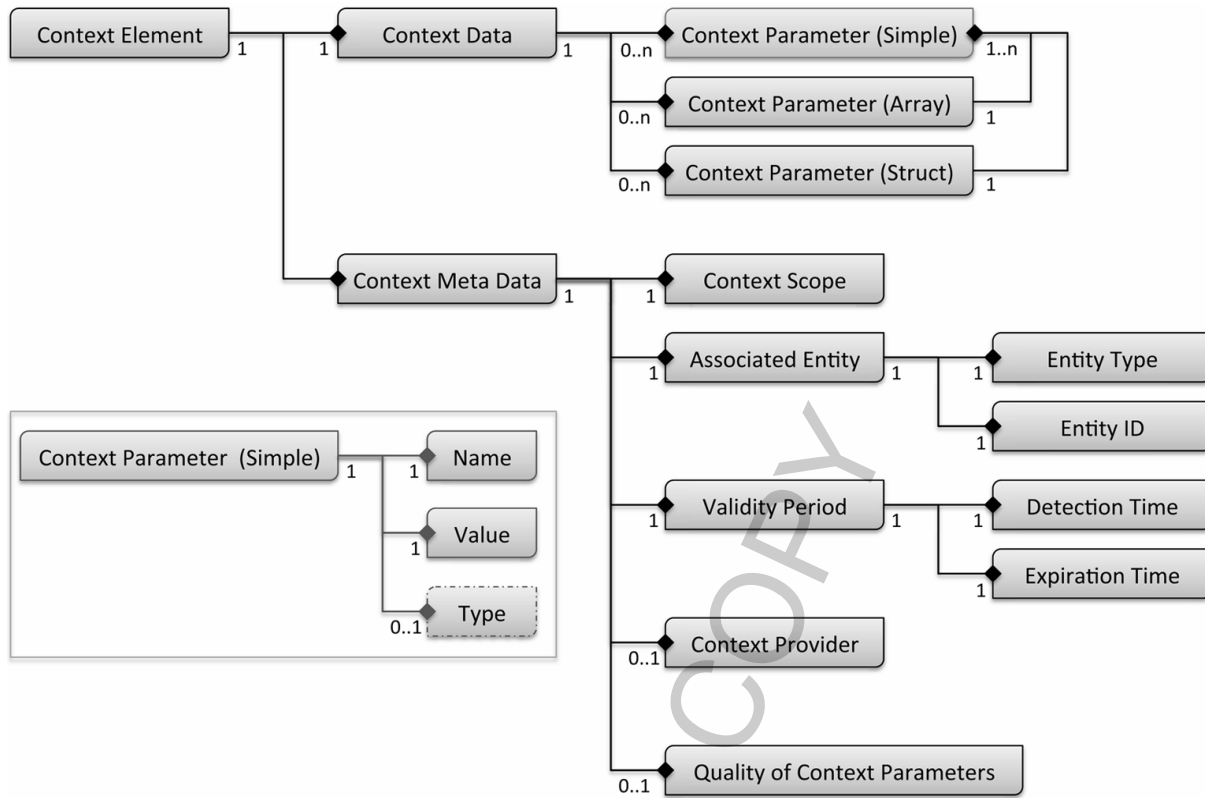 Context Element
1
1
Context Data
1
0..n
Context Parameter (Simple)
1..n
0..n
Context Parameter (Array)
1
0..n
Context Parameter (Struct)
1
Context Meta Data
1
1
Context Scope
1
Associated Entity
1
1
Entity Type
1
Entity ID
Context Parameter (Simple)
1
1
Name
1
Value
0..1
Type
1
Validity Period
1
1
Detection Time
1
Expiration Time
0..1
Context Provider
0..1
Quality of Context Parameters
COPY